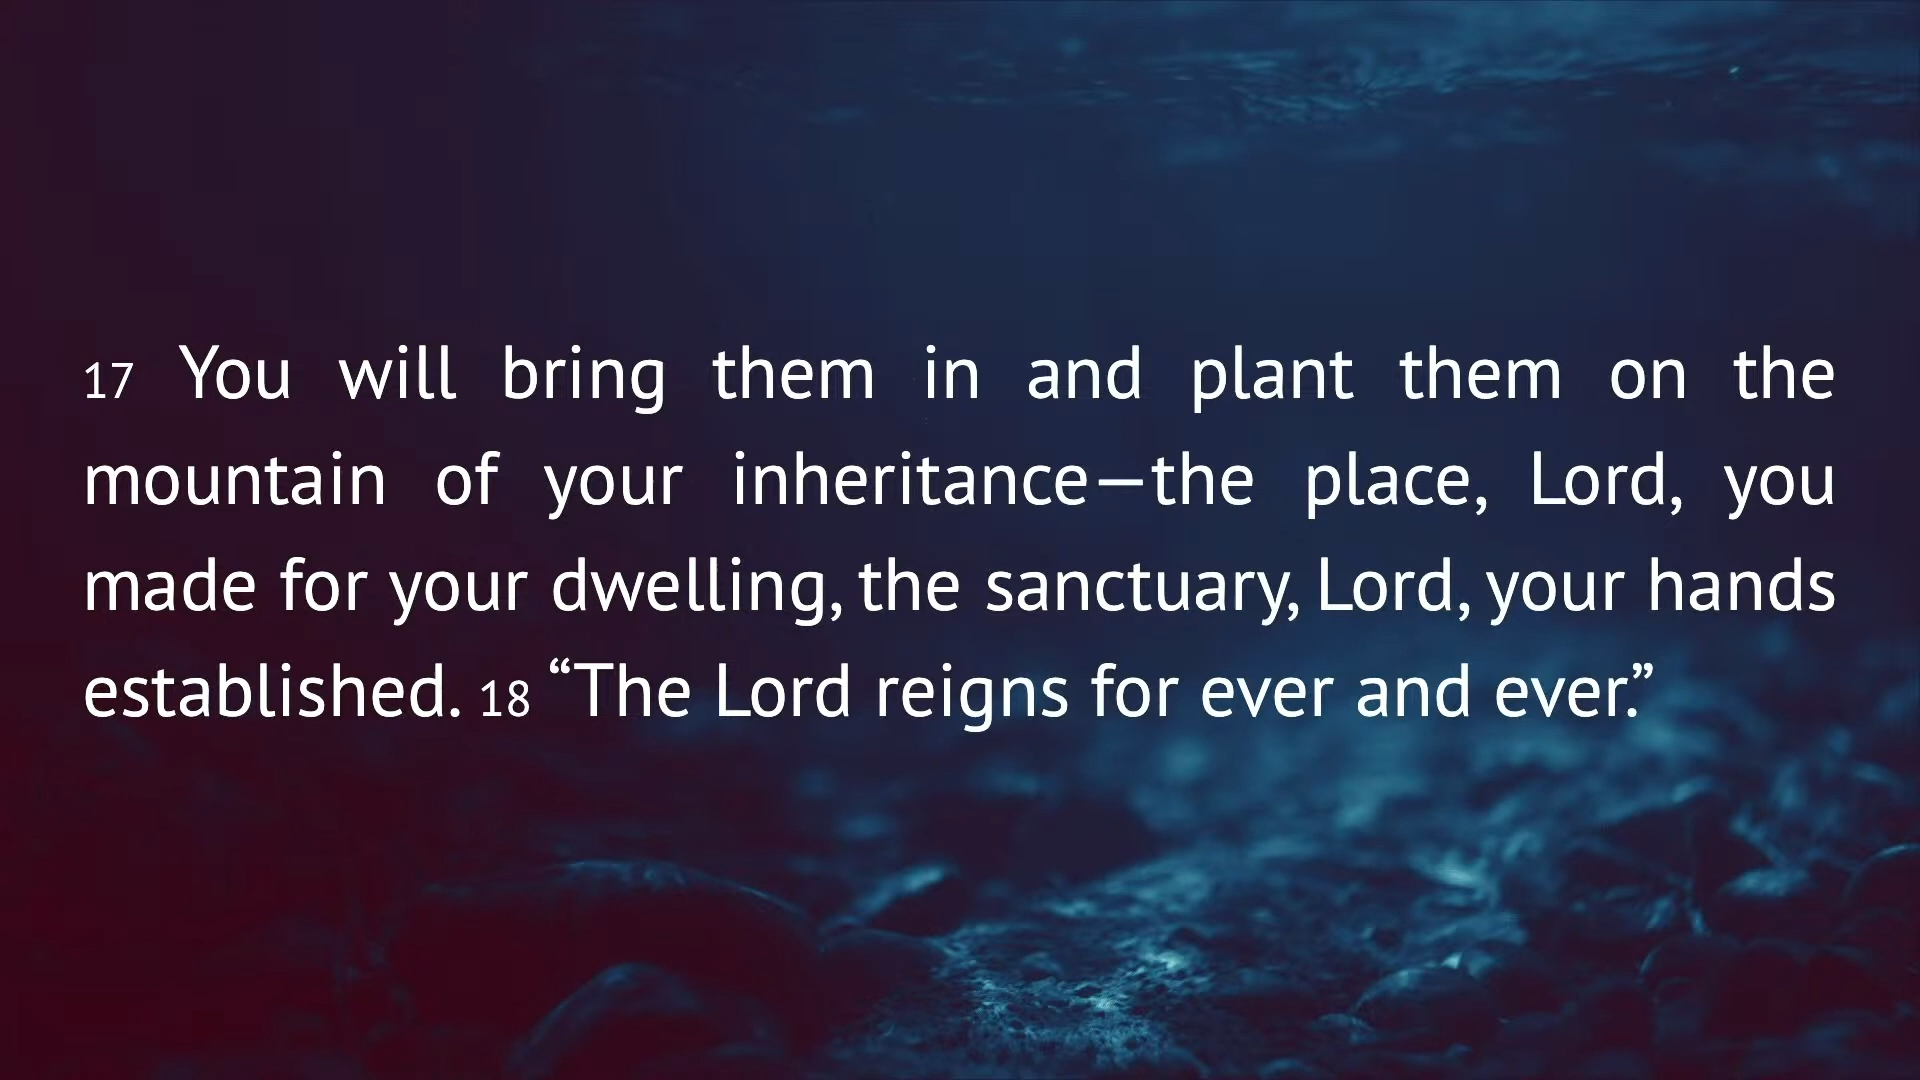 17 You will bring them in and plant them on the
mountain of your inheritance—the place, Lord, you
made for your dwelling, the sanctuary, Lord, your hands
established. 18 “The Lord reigns for ever and ever.”